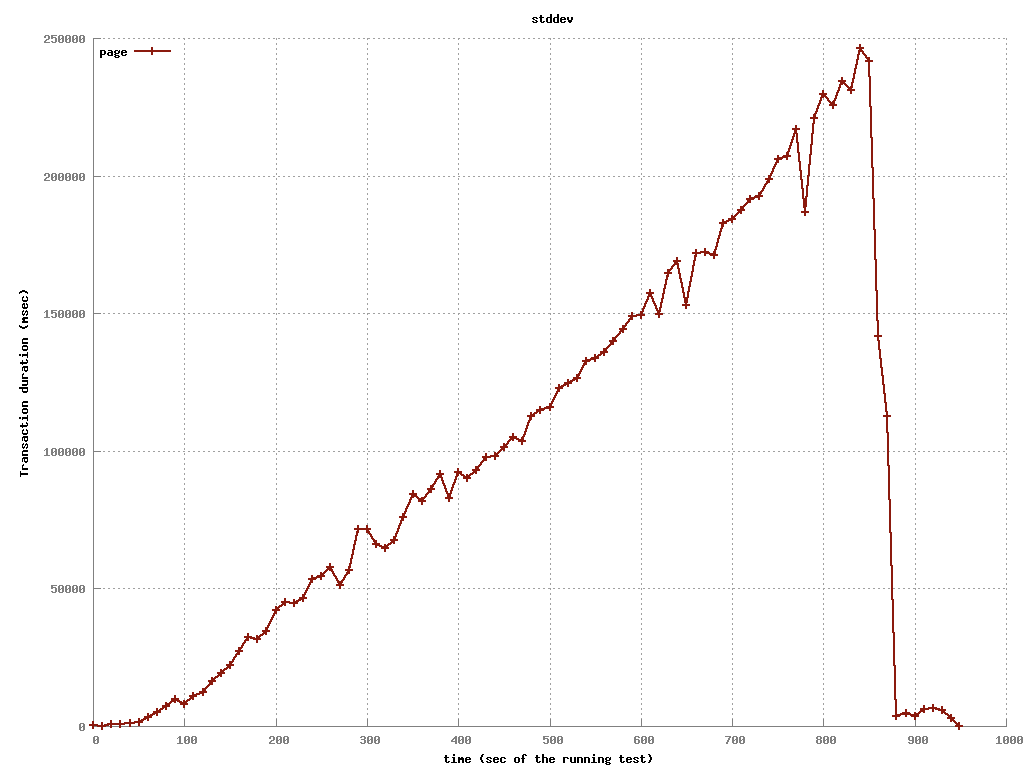 stddev
page
250000
200000
150000
100000
50000
0
Transaction duration (msec)
0 100 200 300 400 500 600 700 800 900 1000
time (sec of the running test)